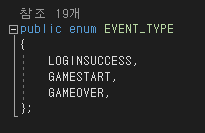 참조 19개
public enum EVENT_TYPE
{
LOGINSUCCESS,
GAMESTART,
GAMEOVER,
};